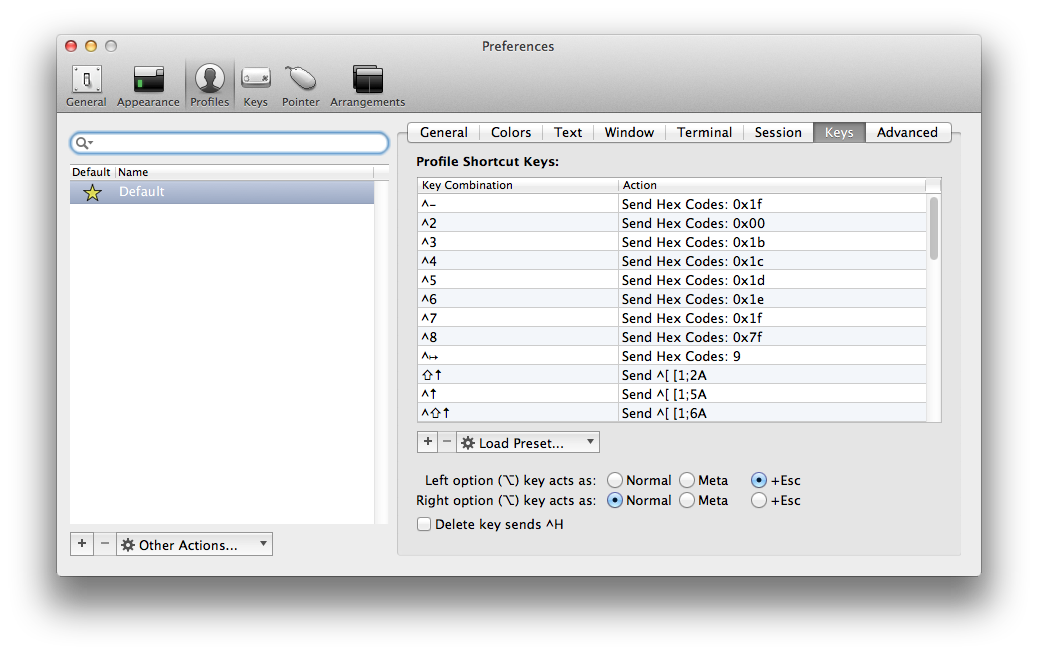 Preferences
General Appearance Profiles Keys Pointer Arrangements
General Colors Text Window Terminal Session Keys Advanced
Default Name
Default
Profile Shortcut Keys:
Key Combination Action
^- Send Hex Codes: 0x1f
^2 Send Hex Codes: 0x00
^3 Send Hex Codes: 0x1b
^4 Send Hex Codes: 0x1c
^5 Send Hex Codes: 0x1d
^6 Send Hex Codes: 0x1e
^7 Send Hex Codes: 0x1f
^8 Send Hex Codes: 0x7f
^↦ Send Hex Codes: 9
⇧↑ Send ^[ [1;2A
^↑ Send ^[ [1;5A
^⇧↑ Send ^[ [1;6A
+ − Load Preset...
Left option (⌥) key acts as: Normal Meta +Esc
Right option (⌥) key acts as: Normal Meta +Esc
Delete key sends ^H
+ − Other Actions...